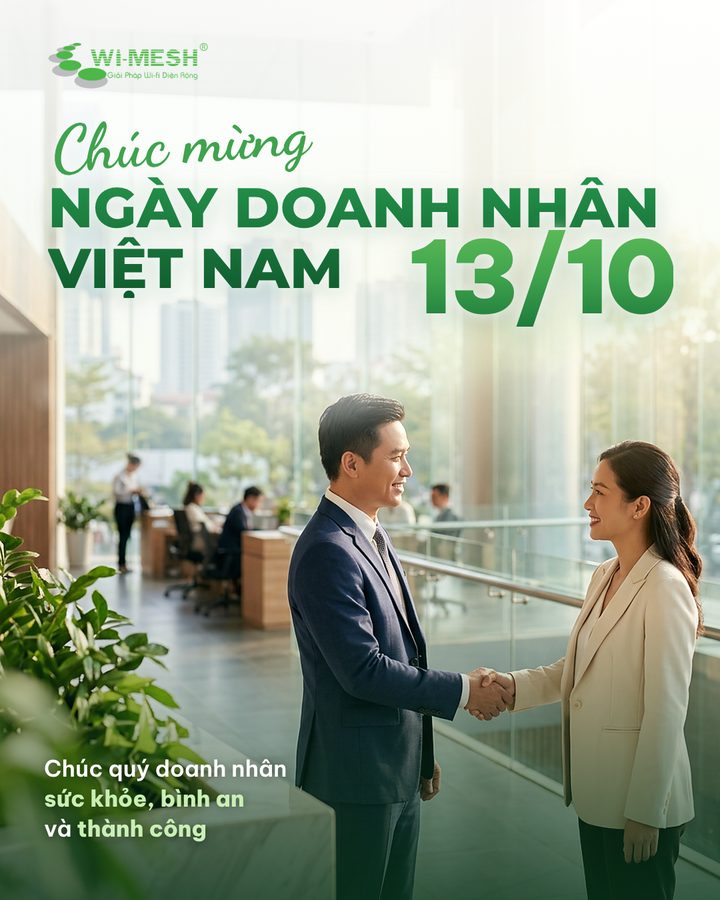 WI-MESH®
Giải Pháp Wi-fi Diện Rộng
Chúc mừng
NGÀY DOANH NHÂN
VIỆT NAM 13/10
Chúc quý doanh nhân
sức khỏe, bình an
và thành công